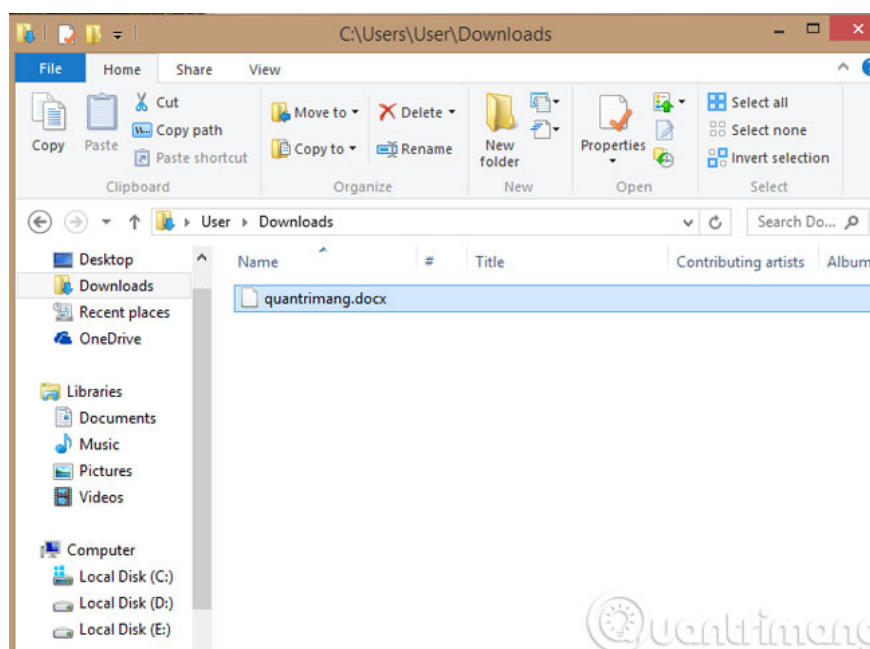 C:\Users\User\Downloads
File Home Share View
Copy
Paste
Cut
Copy path
Paste shortcut
Clipboard
Move to
Copy to
Delete
Rename
Organize
New folder
New
Properties
Open
Select all
Select none
Invert selection
Select
User Downloads
Search Do...
Desktop
Downloads
Recent places
OneDrive
Libraries
Documents
Music
Pictures
Videos
Computer
Local Disk (C:)
Local Disk (D:)
Local Disk (E:)
Name # Title Contributing artists Album
quantrimang.docx
Quantrimang